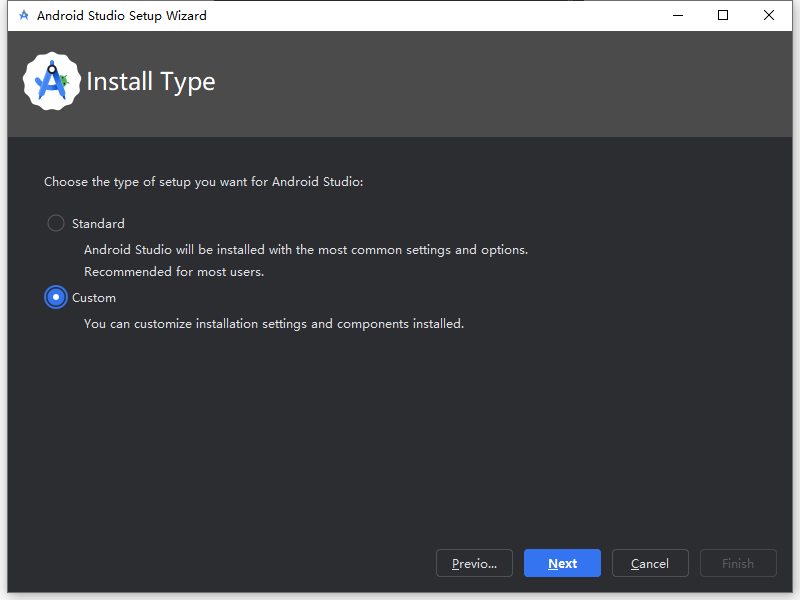 Android Studio Setup Wizard
Install Type
Choose the type of setup you want for Android Studio:
Standard
Android Studio will be installed with the most common settings and options.
Recommended for most users.
Custom
You can customize installation settings and components installed.
Previo... Next Cancel Finish